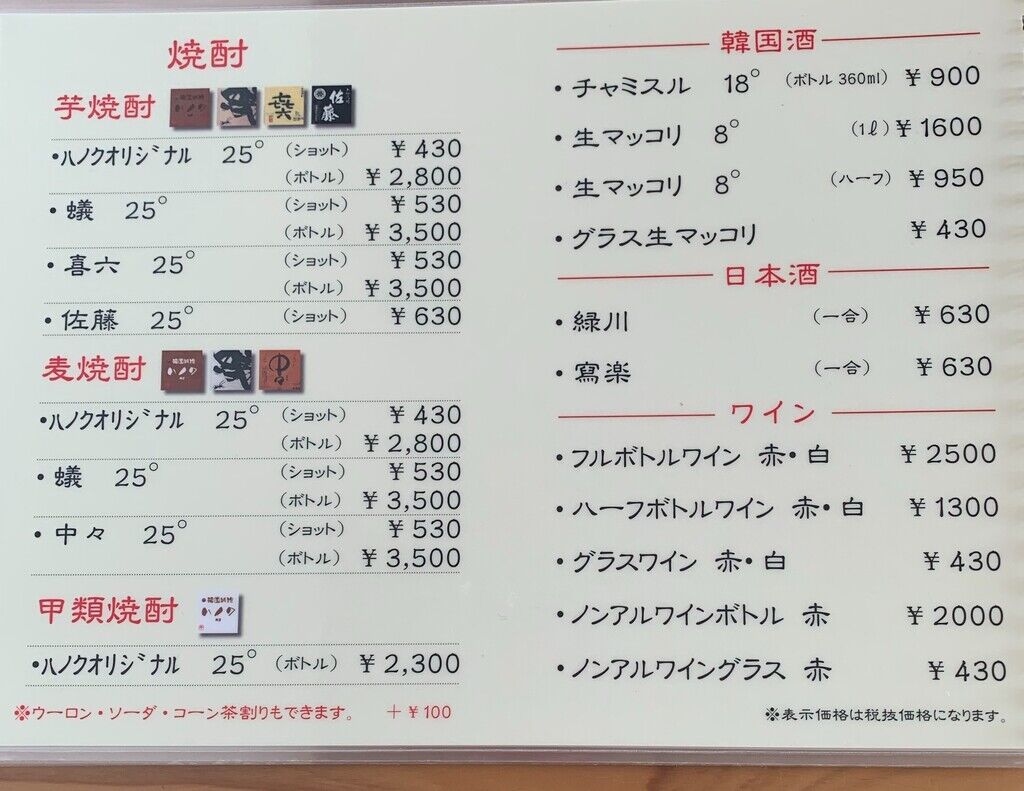 焼酎
芋焼酎
・ハノクオリジナル 25° (ショット) ¥430
(ボトル) ¥2,800
・蟻 25° (ショット) ¥530
(ボトル) ¥3,500
・喜六 25° (ショット) ¥530
(ボトル) ¥3,500
・佐藤 25° (ショット) ¥630
麦焼酎
・ハノクオリジナル 25° (ショット) ¥430
(ボトル) ¥2,800
・蟻 25° (ショット) ¥530
(ボトル) ¥3,500
・中々 25° (ショット) ¥530
(ボトル) ¥3,500
甲類焼酎
・ハノクオリジナル 25° (ボトル) ¥2,300
※ウーロン・ソーダ・コーン茶割りもできます。 +¥100
韓国酒
・チャミスル 18° (ボトル 360ml) ¥900
・生マッコリ 8° (1ℓ) ¥1600
・生マッコリ 8° (ハーフ) ¥950
・グラス生マッコリ ¥430
日本酒
・緑川 (一合) ¥630
・寫楽 (一合) ¥630
ワイン
・フルボトルワイン 赤・白 ¥2500
・ハーフボトルワイン 赤・白 ¥1300
・グラスワイン 赤・白 ¥430
・ノンアルワインボトル 赤 ¥2000
・ノンアルワイングラス 赤 ¥430
※表示価格は税抜価格になります。